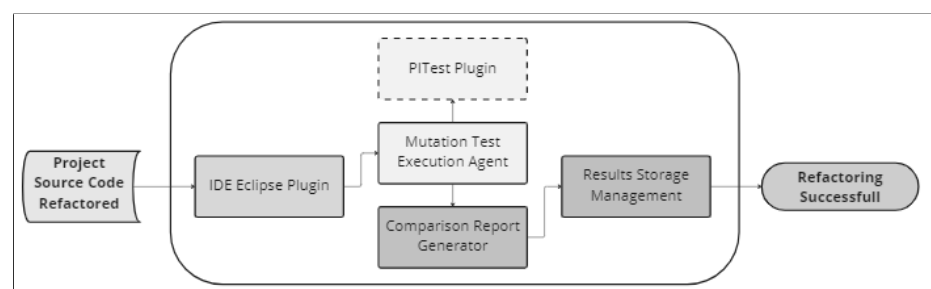 Project
Source Code
Refactored
IDE Eclipse Plugin
PITest Plugin
Mutation Test
Execution Agent
Comparison Report
Generator
Results Storage
Management
Refactoring
Successfull